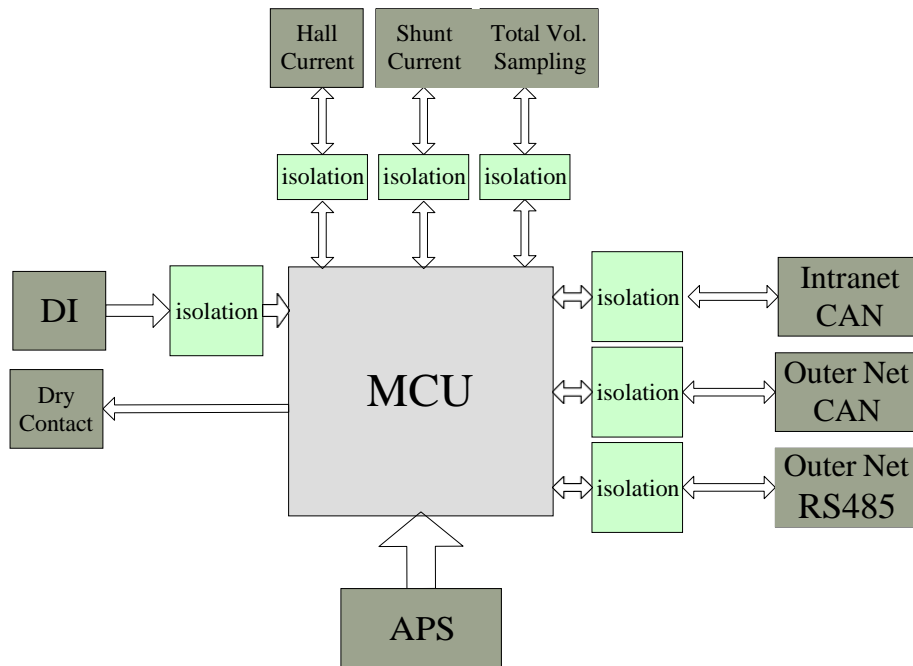 Hall
Current
Shunt
Current
Total Vol.
Sampling
isolation
isolation
isolation
DI
isolation
MCU
isolation
Intranet
CAN
Dry
Contact
isolation
Outer Net
CAN
isolation
Outer Net
RS485
APS